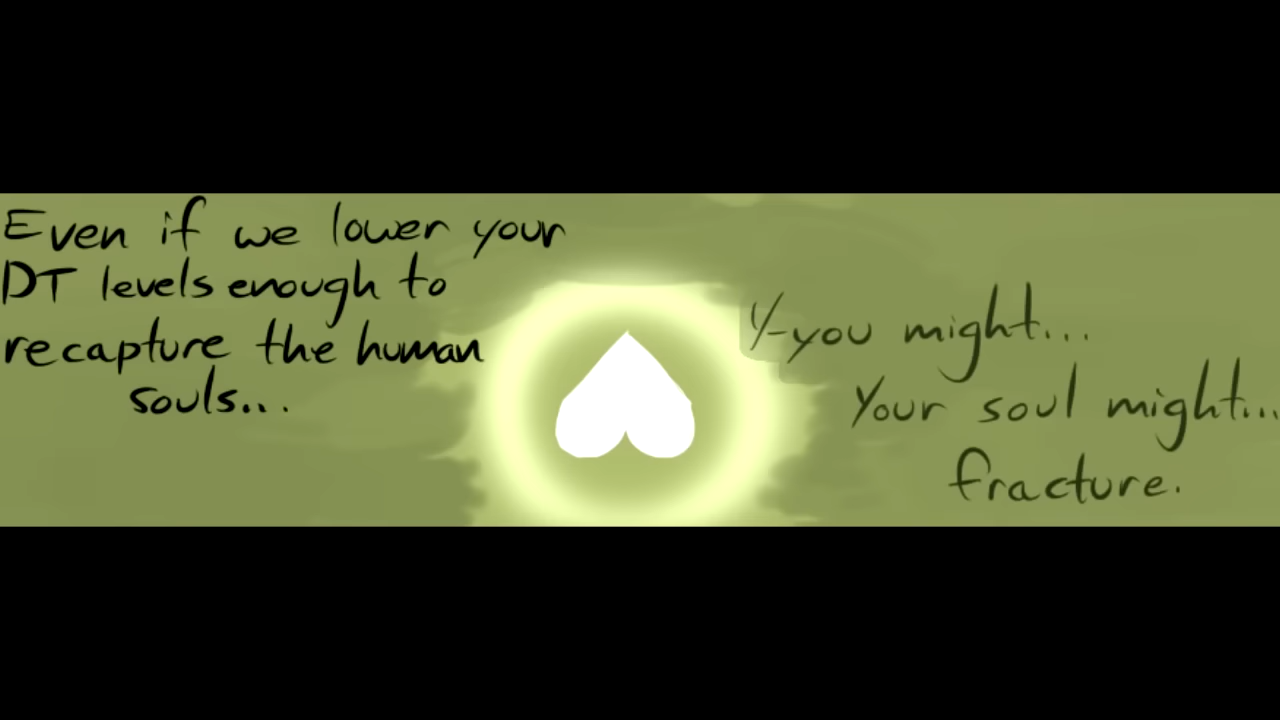 Even if we lower your
DT levels enough to
recapture the human
souls...
Y-you might...
Your soul might...
fracture.